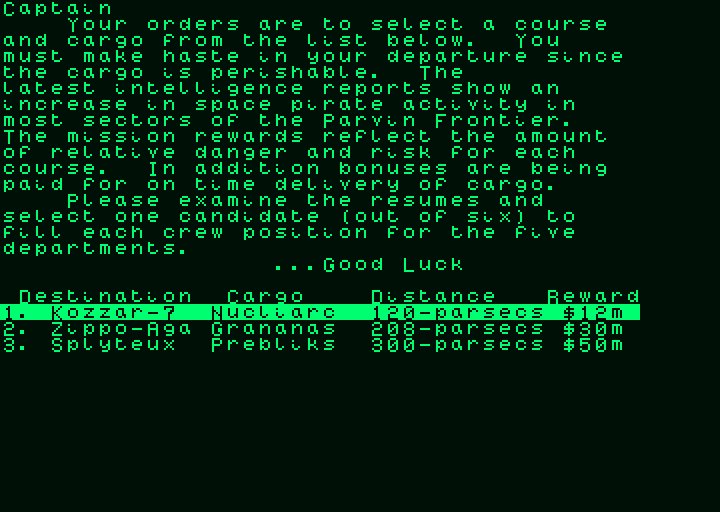 Captain
    Your orders are to select a course
and cargo from the list below.  You
must make haste in your departure since
the cargo is perishable.  The
latest intelligence reports show an
increase in space pirate activity in
most sectors of the Parvin Frontier.
The mission rewards reflect the amount
of relative danger and risk for each
course.  In addition bonuses are being
paid for on time delivery of cargo.
    Please examine the resumes and
select one candidate (out of six) to
fill each crew position for the five
departments.
...Good Luck
Destination  Cargo    Distance   Reward
1. Kozzar-7  Nucliarc  120-parsecs $12m
2. Zippo-Aga Grananas  208-parsecs $30m
3. Splyteux  Prebliks  300-parsecs $50m